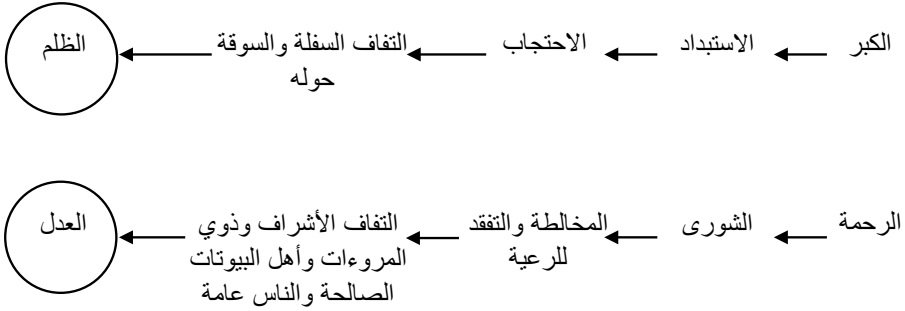 الكبر الاستبداد الاحتجاب التفاف السفلة والسوقة الظلم
حوله
الرحمة الشورى المخالطة والتفقد التفاف الأشراف وذوي العدل
للرعية المروءات وأهل البيوتات
الصالحة والناس عامة